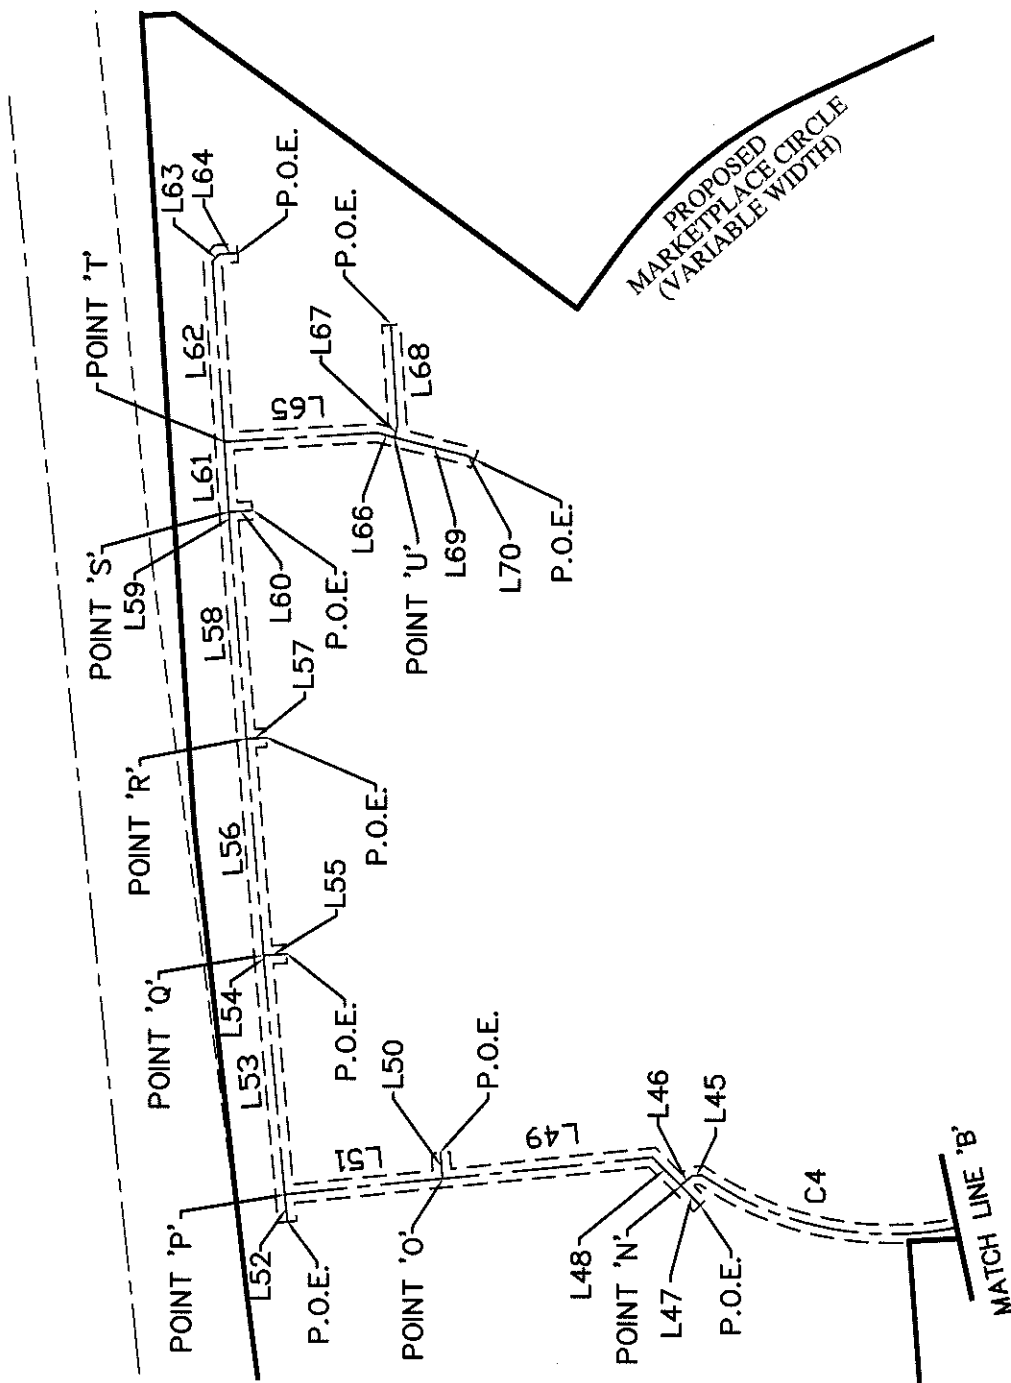 L63
L64
P.O.E.
POINT 'T'
L62
P.O.E.
L67
L68
L65
PROPOSED
MARKETPLACE CIRCLE
(VARIABLE WIDTH)
L61
POINT 'S'
L59
L66
POINT 'U'
L69
L70
P.O.E.
L60
P.O.E.
L58
L57
POINT 'R'
P.O.E.
L56
L55
POINT 'Q'
L54
P.O.E.
L53
L50
P.O.E.
L51
L49
L46
L45
POINT 'P'
L52
P.O.E.
POINT 'O'
L48
POINT 'N'
L47
P.O.E.
C4
MATCH LINE 'B'